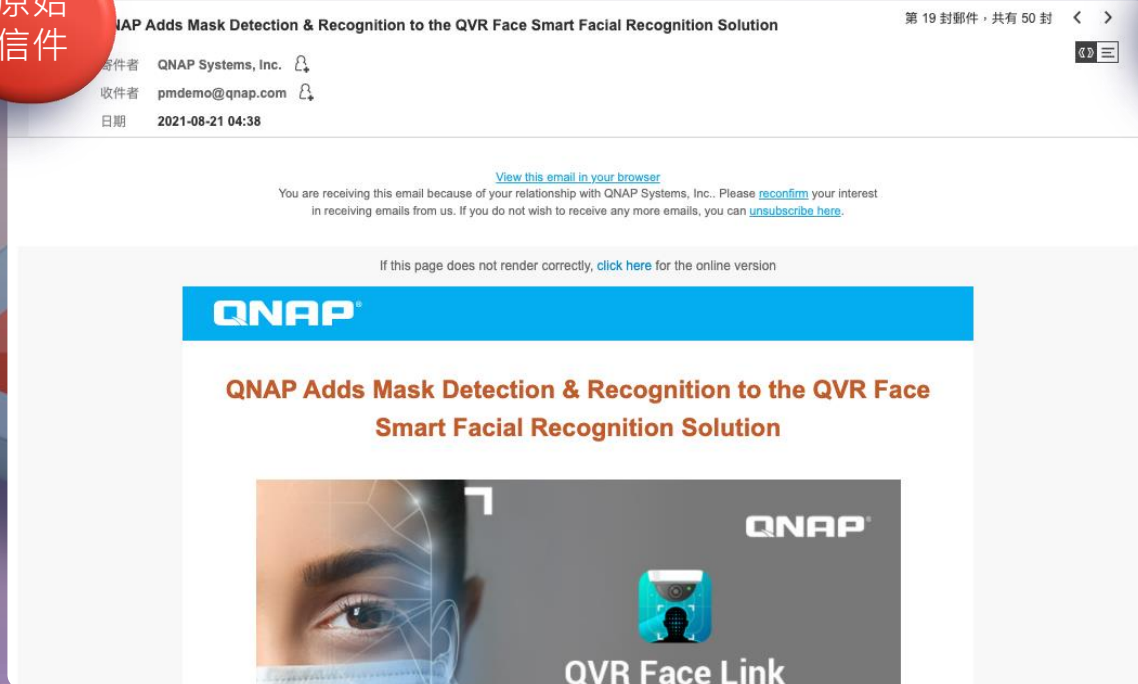 原始
信件
NAP Adds Mask Detection & Recognition to the QVR Face Smart Facial Recognition Solution
第 19 封郵件，共有 50 封
寄件者 QNAP Systems, Inc.
收件者 pmdemo@qnap.com
日期 2021-08-21 04:38
View this email in your browser
You are receiving this email because of your relationship with QNAP Systems, Inc.. Please reconfirm your interest
in receiving emails from us. If you do not wish to receive any more emails, you can unsubscribe here.
If this page does not render correctly, click here for the online version
QNAP®
QNAP Adds Mask Detection & Recognition to the QVR Face
Smart Facial Recognition Solution
QNAP®
QVR Face Link